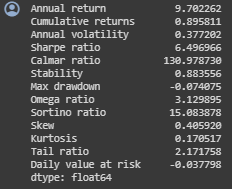 Annual return 9.702262
Cumulative returns 0.895811
Annual volatility 0.377202
Sharpe ratio 6.496966
Calmar ratio 130.978730
Stability 0.883556
Max drawdown -0.074075
Omega ratio 3.129895
Sortino ratio 15.083878
Skew 0.405920
Kurtosis 0.170517
Tail ratio 2.171758
Daily value at risk -0.037798
dtype: float64